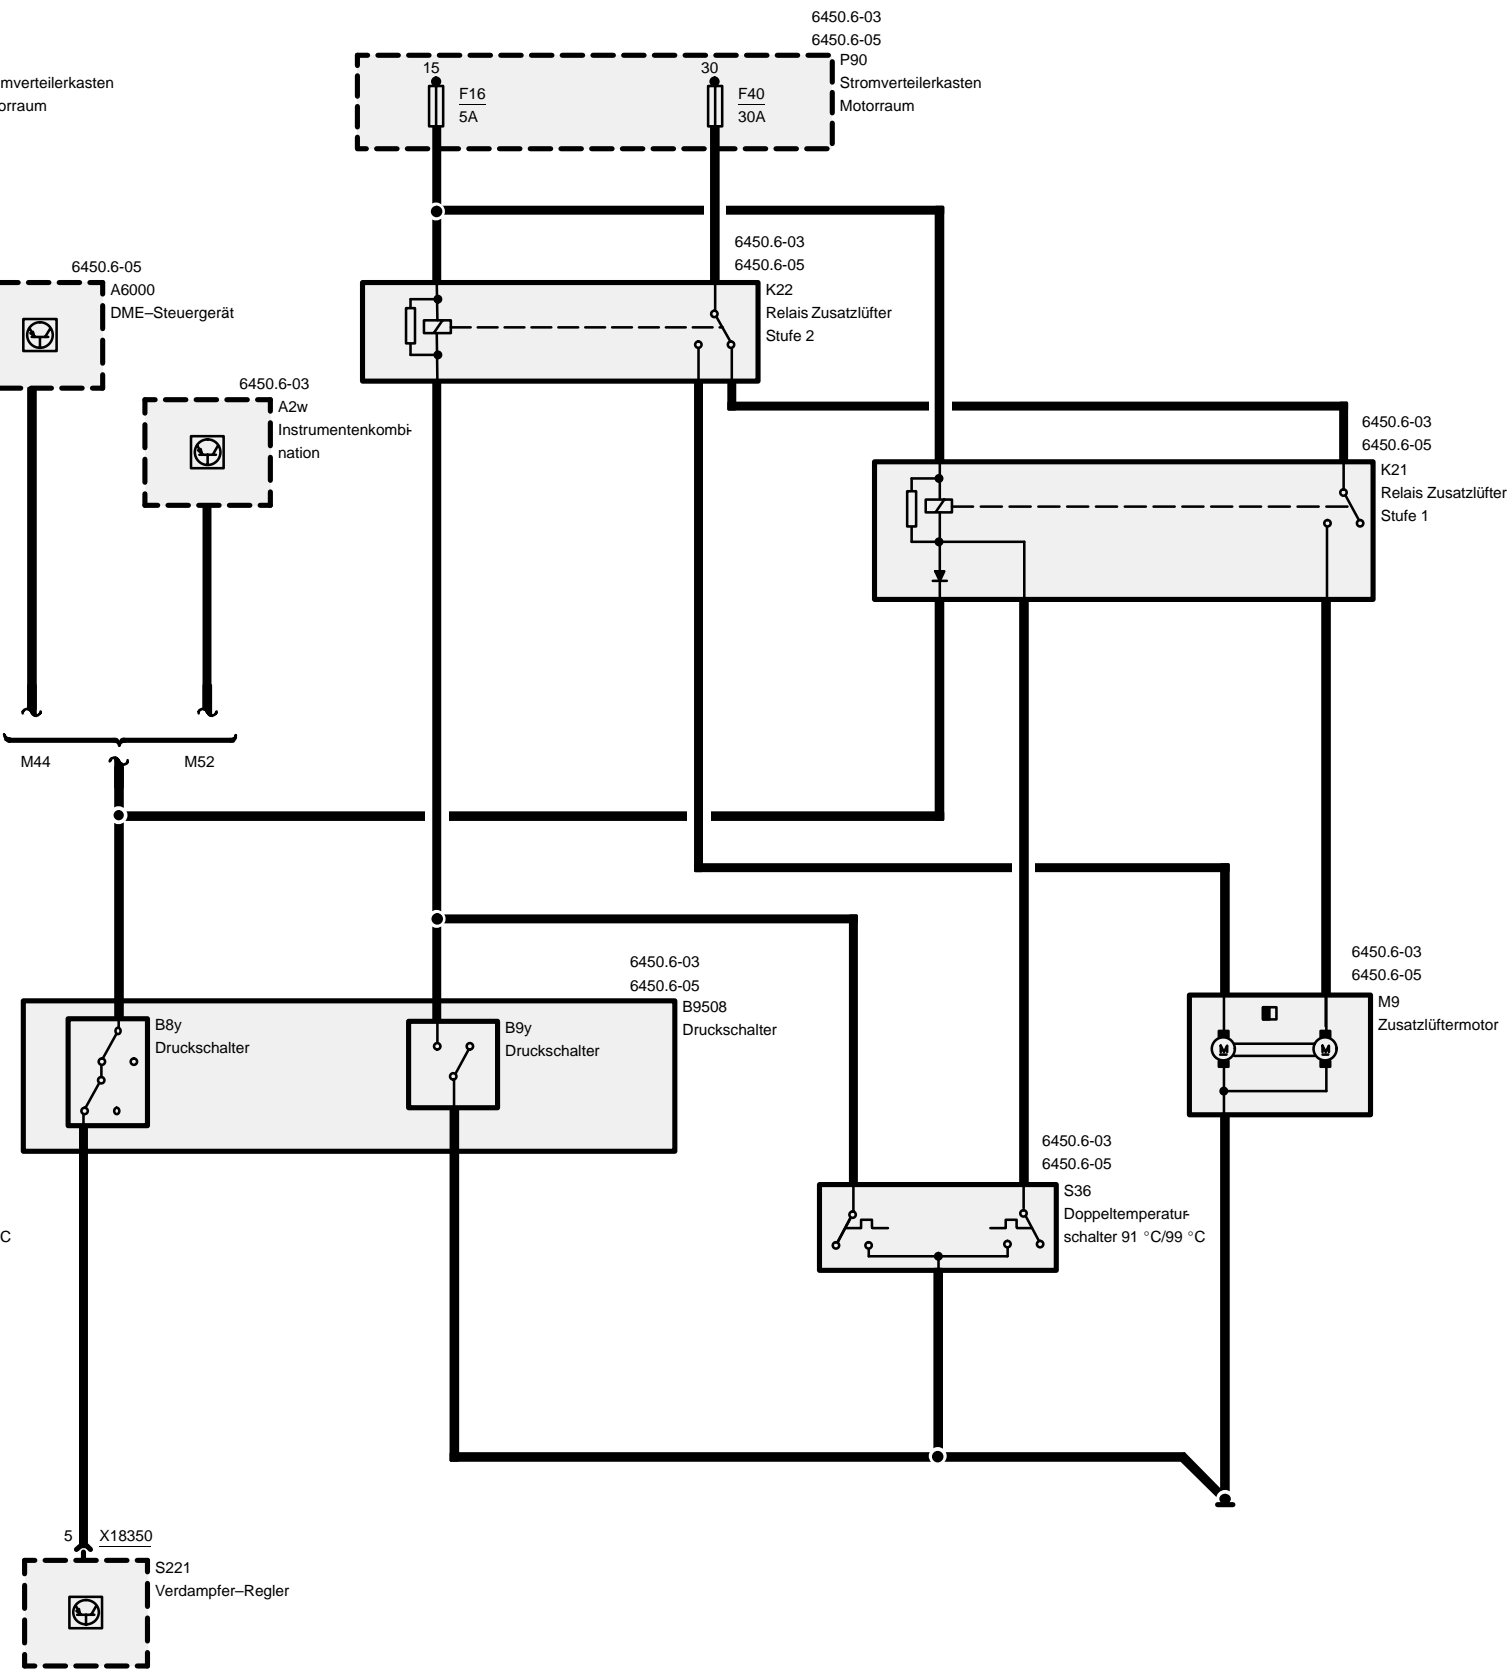 6450.6-03
6450.6-05
P90
Stromverteilerkasten
Motorraum
mverteilerkasten
orraum
15
F16
5A
30
F40
30A
6450.6-03
6450.6-05
K22
Relais Zusatzlüfter
Stufe 2
6450.6-05
A6000
DME–Steuergerät
6450.6-03
A2w
Instrumentenkombi-
nation
6450.6-03
6450.6-05
K21
Relais Zusatzlüfter
Stufe 1
M44
M52
6450.6-03
6450.6-05
B9508
Druckschalter
B8y
Druckschalter
B9y
Druckschalter
6450.6-03
6450.6-05
M9
Zusatzlüftermotor
M
M
6450.6-03
6450.6-05
S36
Doppeltemperatur-
schalter 91 °C/99 °C
C
5
X18350
S221
Verdampfer–Regler